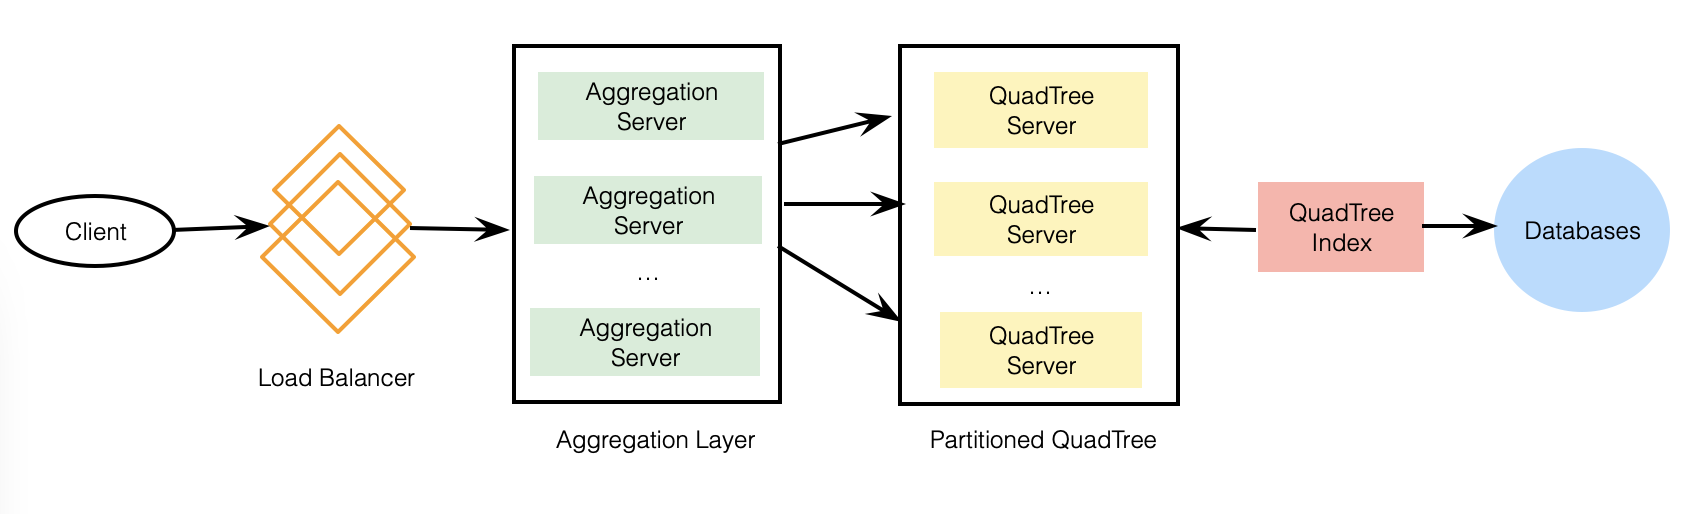 Client
Load Balancer
Aggregation
Server
Aggregation
Server
...
Aggregation
Server
Aggregation Layer
QuadTree
Server
QuadTree
Server
...
QuadTree
Server
Partitioned QuadTree
QuadTree
Index
Databases